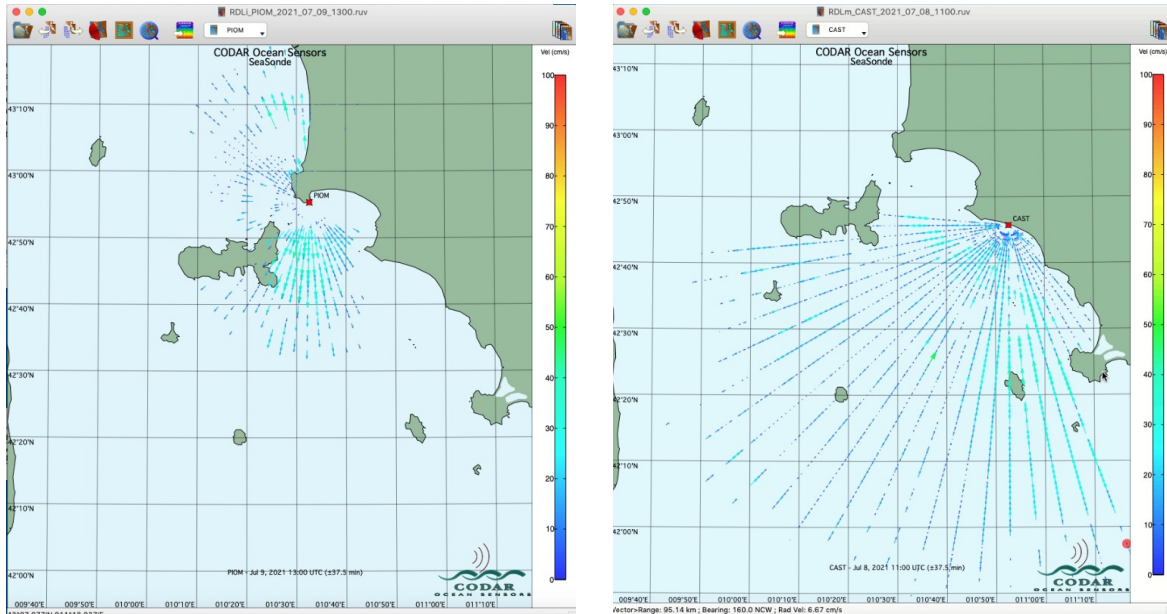 RDLi_PIOM_2021_07_09_1300.ruv
PIOM
CODAR Ocean Sensors
SeaSonde
Vel (cm/s)
100
90
80
70
60
50
40
30
20
10
0
43°10'N
43°00'N
42°50'N
42°40'N
42°30'N
42°20'N
42°10'N
42°00'N
PIOM
PIOM - Jul 9, 2021 13:00 UTC (±37.5 min)
CODAR
OCEAN SENSORS
009°40'E 009°50'E 010°00'E 010°10'E 010°20'E 010°30'E 010°40'E 010°50'E 011°00'E 011°10'E
RDLm_CAST_2021_07_08_1100.ruv
CAST
CODAR Ocean Sensors
SeaSonde
Vel (cm/s)
100
90
80
70
60
50
40
30
20
10
0
43°10'N
43°00'N
42°50'N
42°40'N
42°30'N
42°20'N
42°10'N
42°00'N
CAST
CAST - Jul 8, 2021 11:00 UTC (±37.5 min)
CODAR
OCEAN SENSORS
009°40'E 009°50'E 010°00'E 010°10'E 010°20'E 010°30'E 010°40'E 010°50'E 011°00'E 011°10'E
Vector>Range: 95.14 km ; Bearing: 160.0 NCW ; Rad Vel: 6.67 cm/s